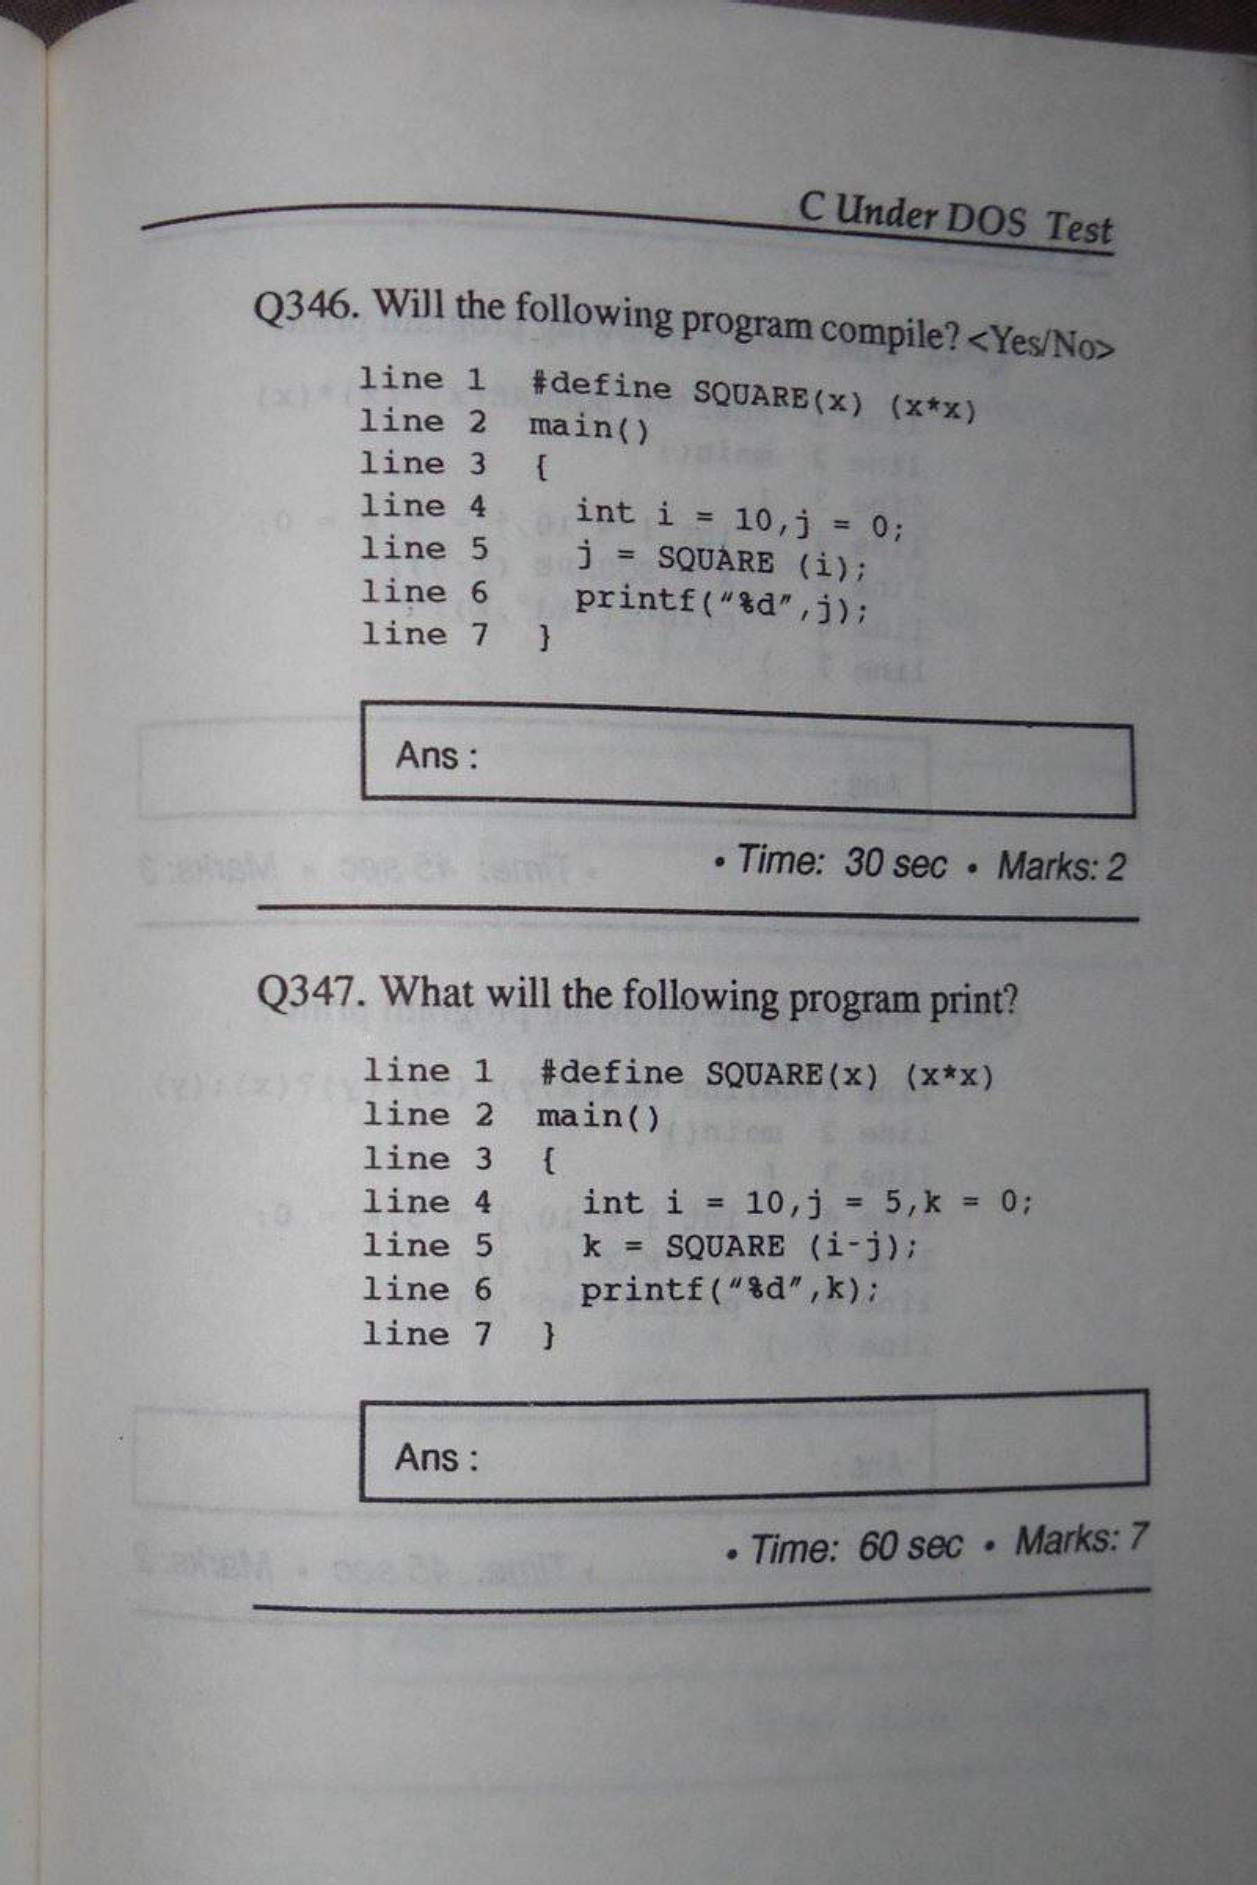 C Under DOS Test
Q346. Will the following program compile? <Yes/No>
line 1 #define SQUARE(x) (x*x)
line 2 main()
line 3 {
line 4 int i = 10,j = 0;
line 5 j = SQUARE (i);
line 6 printf("%d",j);
line 7 }
Ans :
• Time: 30 sec • Marks: 2
Q347. What will the following program print?
line 1 #define SQUARE(x) (x*x)
line 2 main()
line 3 {
line 4 int i = 10,j = 5,k = 0;
line 5 k = SQUARE (i-j);
line 6 printf("%d",k);
line 7 }
Ans :
• Time: 60 sec • Marks: 7